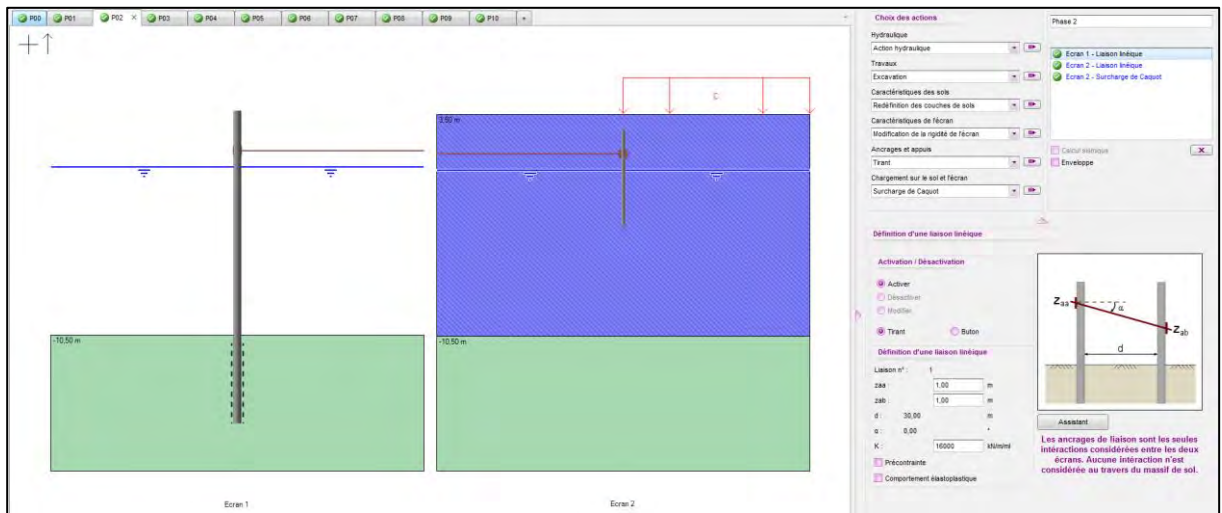 P00 P01 P02 P03 P04 P05 P06 P07 P08 P09 P10 +
3,50 m
C
-10,50 m
-10,50 m
Ecran 1
Ecran 2
Choix des actions
Hydraulique
Action hydraulique
Travaux
Excavation
Caractéristiques des sols
Redéfinition des couches de sols
Caractéristiques de l'écran
Modification de la rigidité de l'écran
Ancrages et appuis
Tirant
Chargement sur le sol et l'écran
Surcharge de Caquot
Phase 2
Ecran 1 - Liaison linéique
Ecran 2 - Liaison linéique
Ecran 2 - Surcharge de Caquot
Calcul sismique
Enveloppe
Définition d'une liaison linéique
Activation / Désactivation
Activer
Désactiver
Modifier
Tirant Buton
Définition d'une liaison linéique
Liaison n° : 1
zaa : 1,00 m
zab : 1,00 m
d : 30,00 m
α : 0,00 °
K : 16000 kN/m/ml
Précontrainte
Comportement élastoplastique
zaa
α
zab
d
Assistant
Les ancrages de liaison sont les seules
intéractions considérées entre les deux
écrans. Aucune intéraction n'est
considérée au travers du massif de sol.